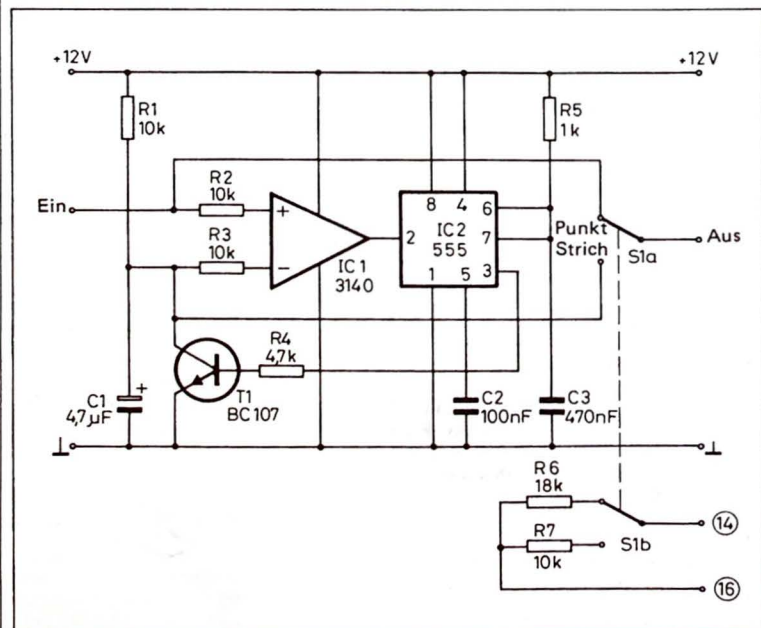 +12V
+12V
R1
10k
R5
1k
Ein
R2
10k
R3
10k
+
−
IC1
3140
8
4
6
7
3
2
1
5
IC2
555
Punkt
Strich
S1a
Aus
R4
4,7k
T1
BC107
C1
4,7µF
+
C2
100nF
C3
470nF
R6
18k
R7
10k
S1b
14
16